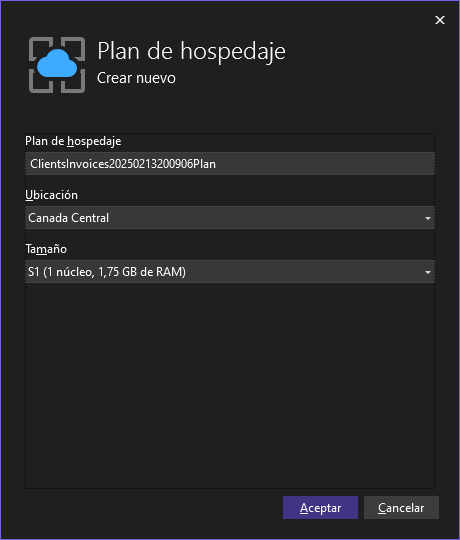 Plan de hospedaje
Crear nuevo
Plan de hospedaje
ClientsInvoices20250213200906Plan
Ubicación
Canada Central
Tamaño
S1 (1 núcleo, 1,75 GB de RAM)
Aceptar Cancelar